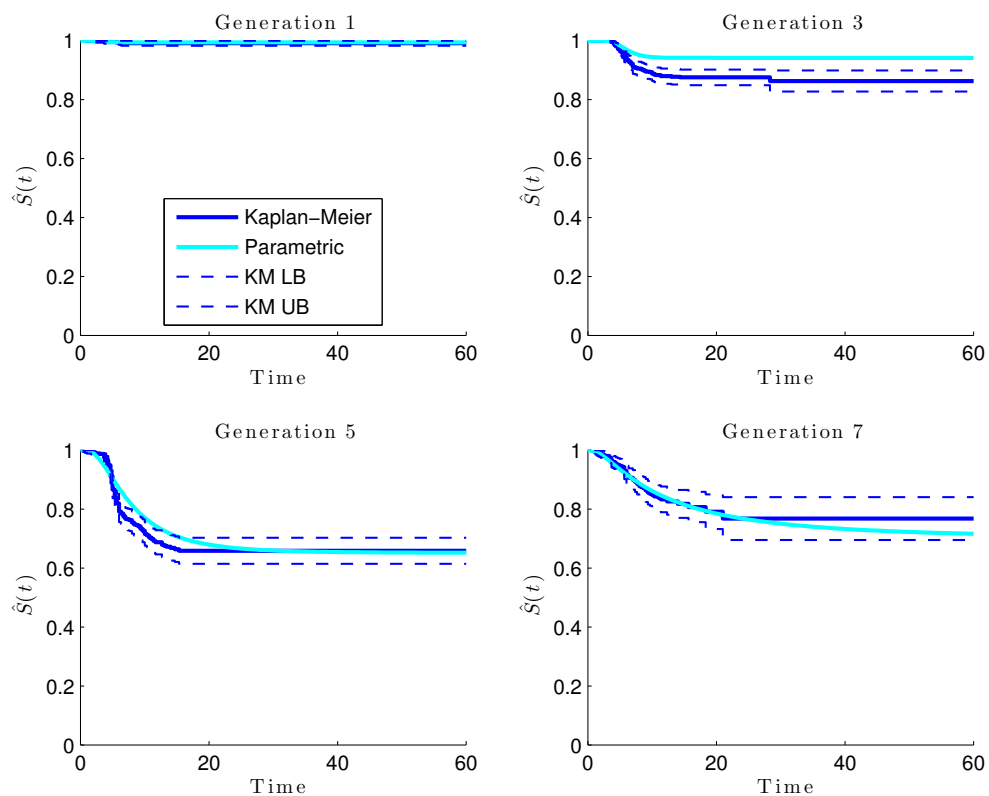 Generation 1
1
0.8
0.6
0.4
0.2
0
Ŝ(t)
Kaplan−Meier
Parametric
KM LB
KM UB
0 20 40 60
Time
Generation 3
1
0.8
0.6
0.4
0.2
0
Ŝ(t)
0 20 40 60
Time
Generation 5
1
0.8
0.6
0.4
0.2
0
Ŝ(t)
0 20 40 60
Time
Generation 7
1
0.8
0.6
0.4
0.2
0
Ŝ(t)
0 20 40 60
Time